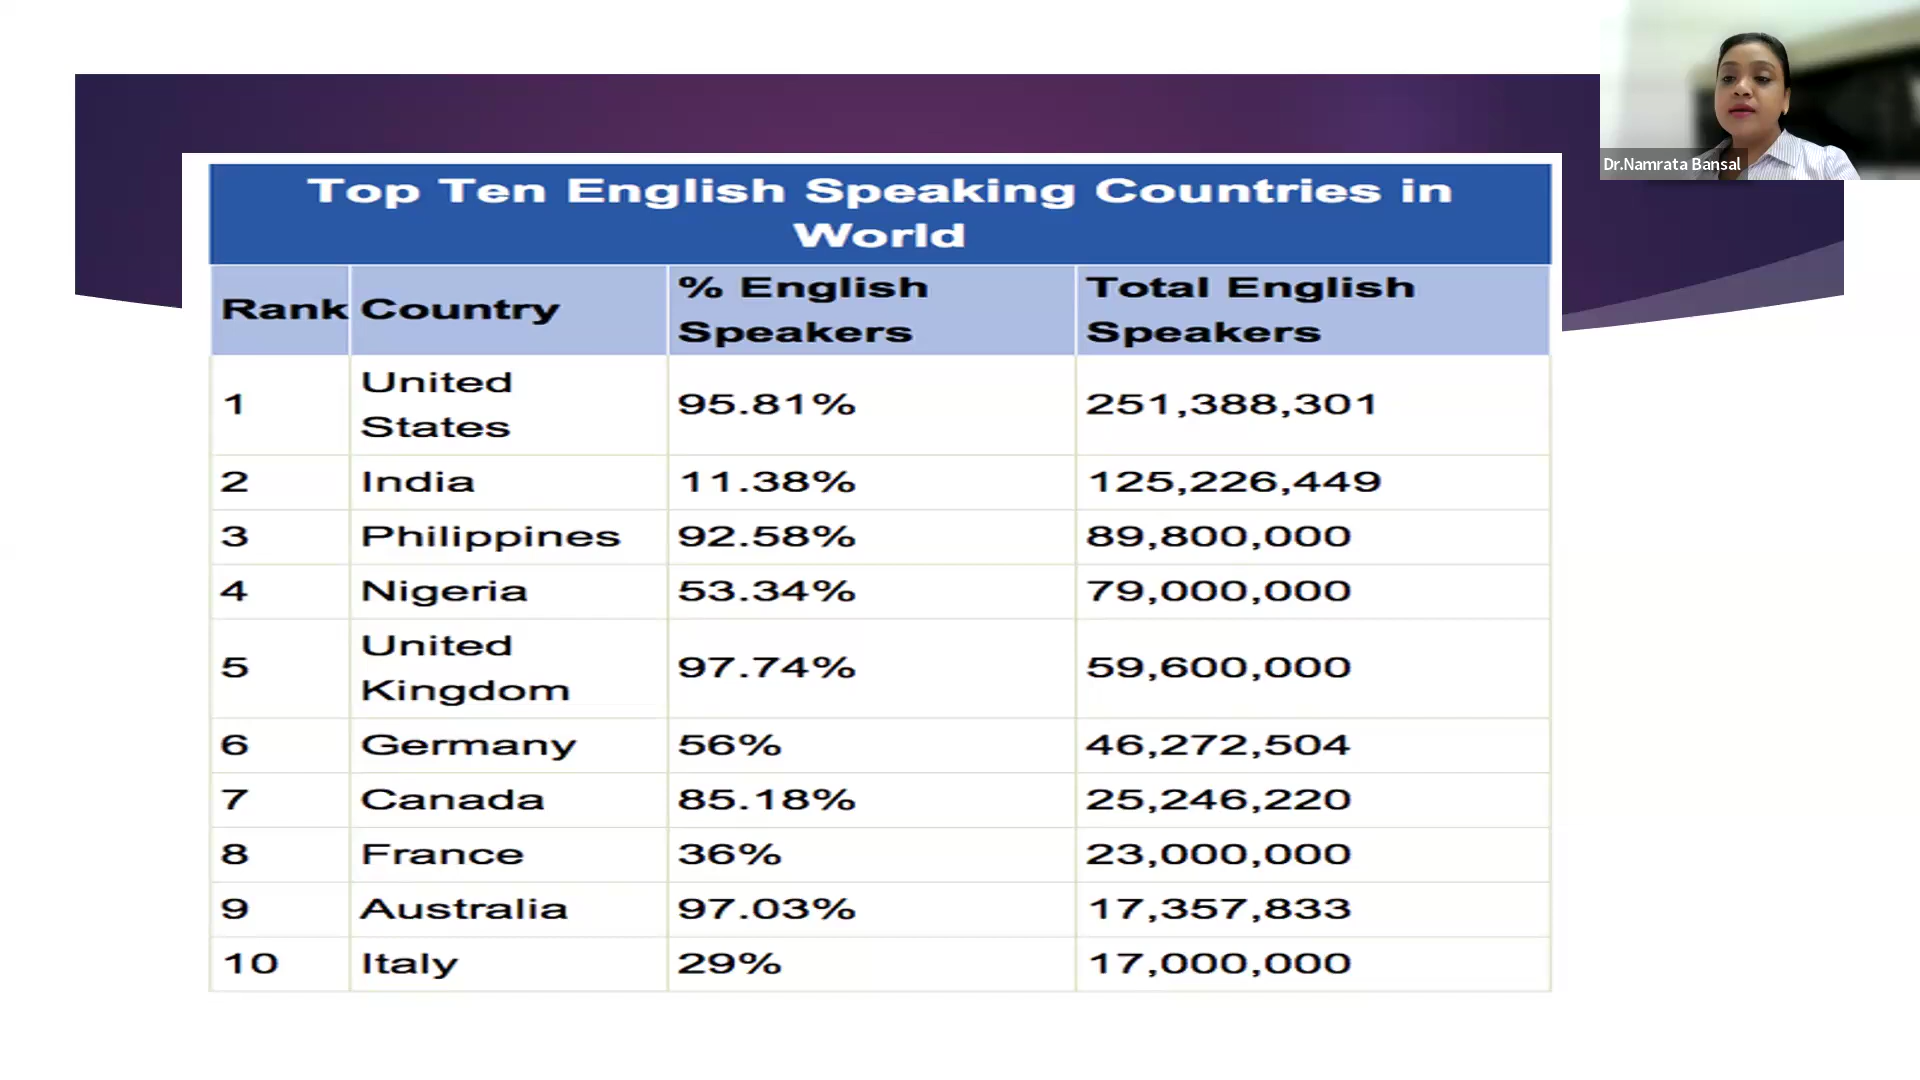 Dr.Namrata Bansal
Top Ten English Speaking Countries in
World
Rank Country % English Speakers Total English Speakers
1 United States 95.81% 251,388,301
2 India 11.38% 125,226,449
3 Philippines 92.58% 89,800,000
4 Nigeria 53.34% 79,000,000
5 United Kingdom 97.74% 59,600,000
6 Germany 56% 46,272,504
7 Canada 85.18% 25,246,220
8 France 36% 23,000,000
9 Australia 97.03% 17,357,833
10 Italy 29% 17,000,000